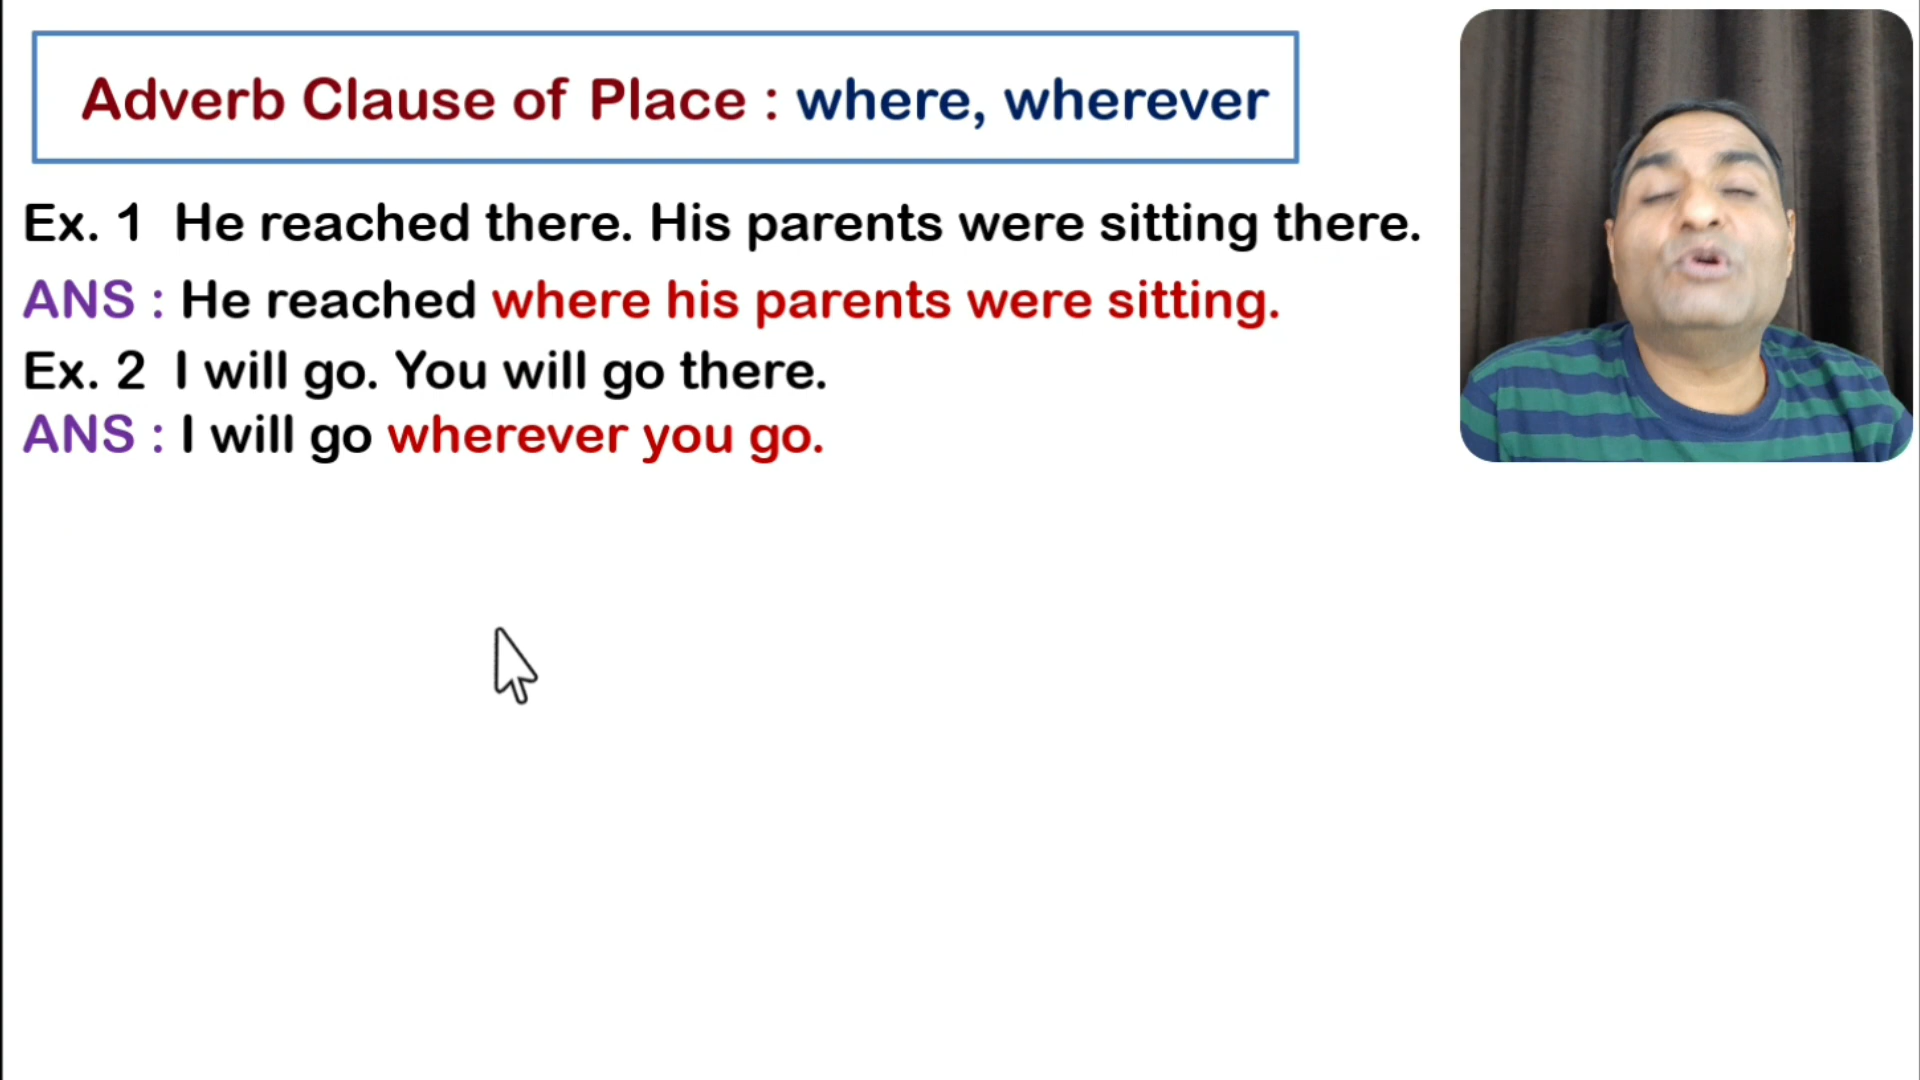 Adverb Clause of Place : where, wherever
Ex. 1 He reached there. His parents were sitting there.
ANS : He reached where his parents were sitting.
Ex. 2 I will go. You will go there.
ANS : I will go wherever you go.